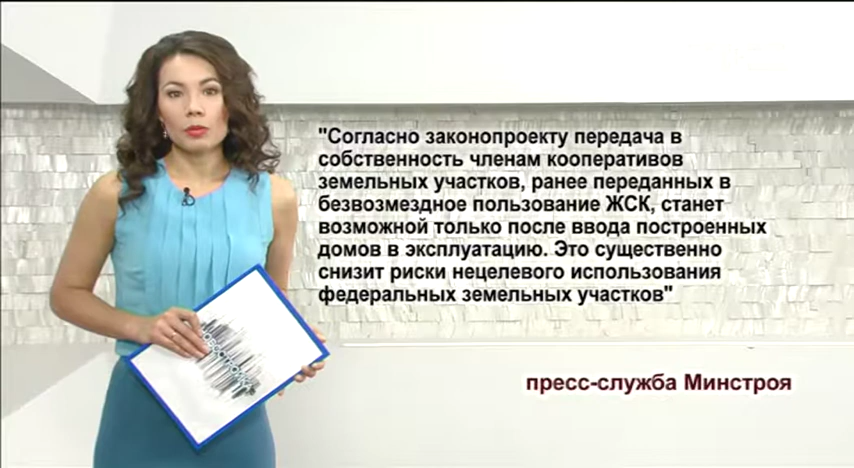 "Согласно законопроекту передача в
собственность членам кооперативов
земельных участков, ранее переданных в
безвозмездное пользование ЖСК, станет
возможной только после ввода построенных
домов в эксплуатацию. Это существенно
снизит риски нецелевого использования
федеральных земельных участков"
пресс-служба Минстроя